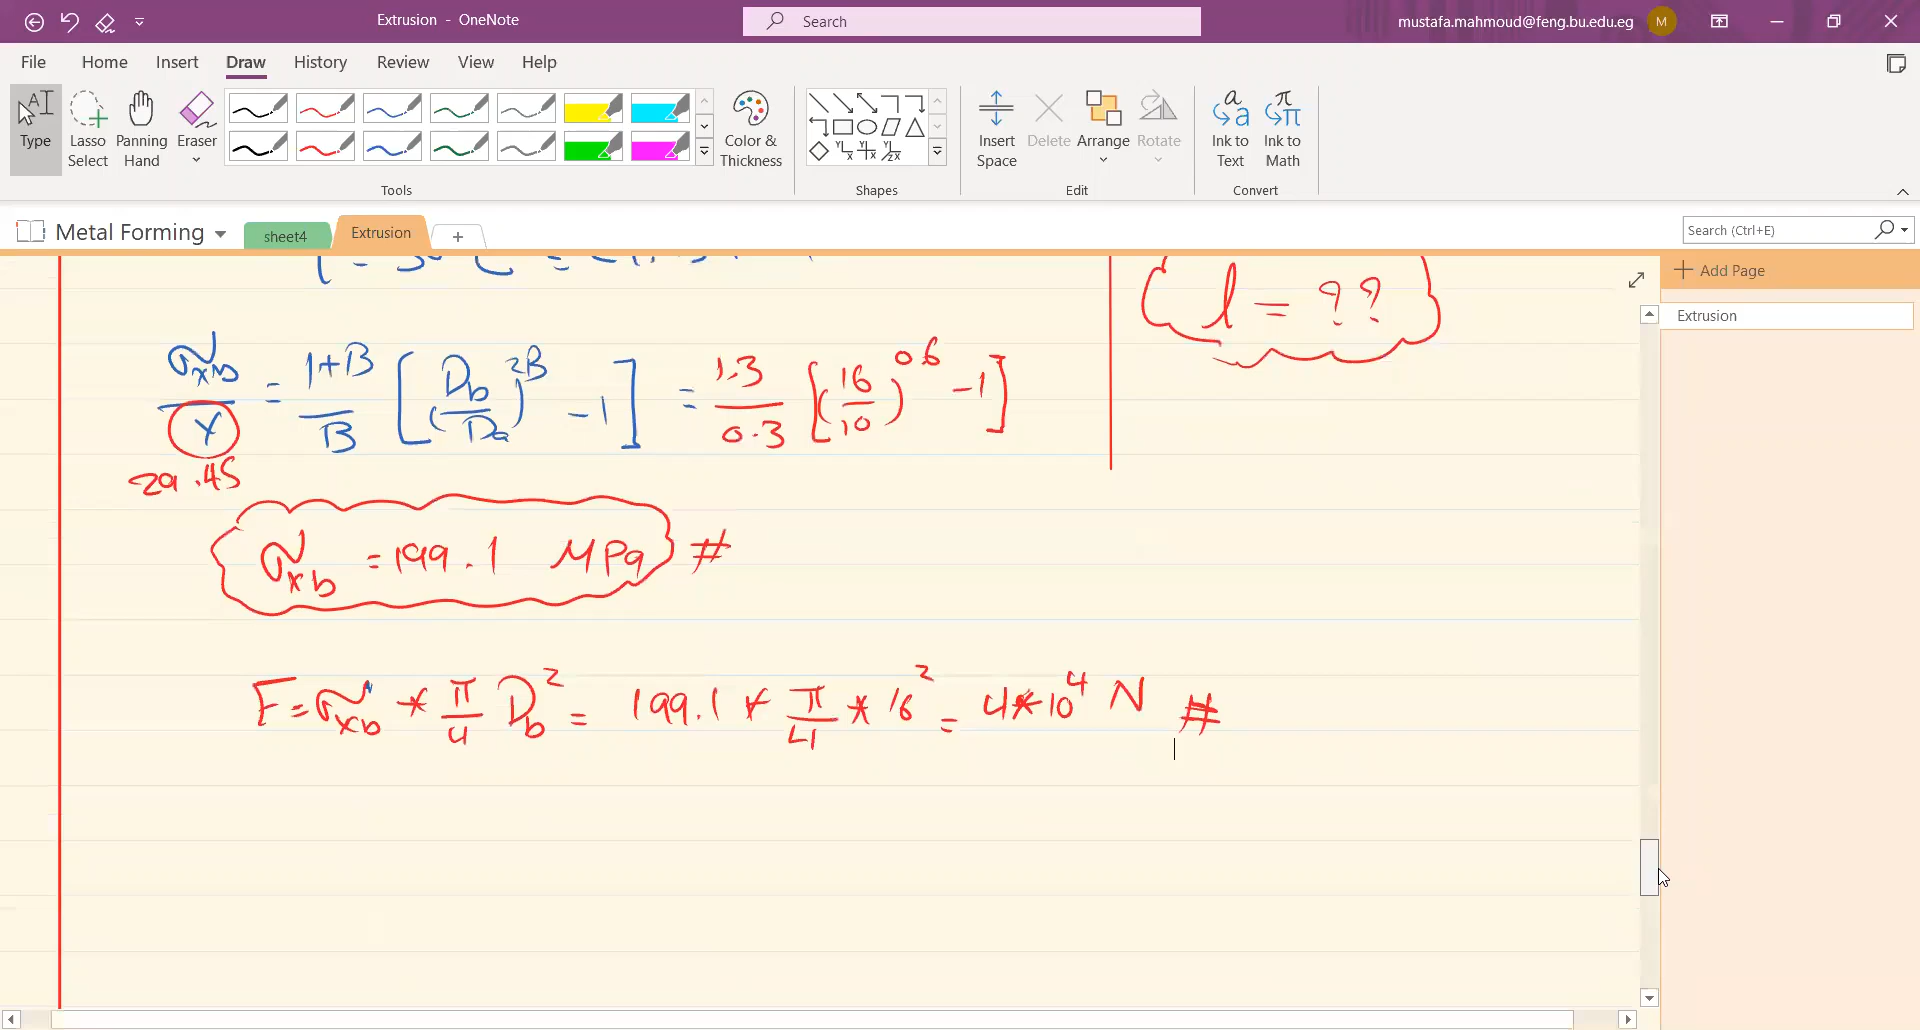 Extrusion - OneNote
Search
mustafa.mahmoud@feng.bu.edu.eg
M
File Home Insert Draw History Review View Help
Type
Lasso Select
Panning Hand
Eraser
Color & Thickness
Insert Space
Delete
Arrange
Rotate
Ink to Text
Ink to Math
Tools
Shapes
Edit
Convert
Metal Forming
sheet4
Extrusion
+
Search (Ctrl+E)
Add Page
Extrusion
l = ??
σxb/Y = (1+B)/B [(Db/Da)^2B - 1] = 1.3/0.3 [(16/10)^0.6 - 1]
29.45
σxb = 199.1 MPa #
F = σxb * π/4 Db^2 = 199.1 * π/4 * 16^2 = 4*10^4 N #